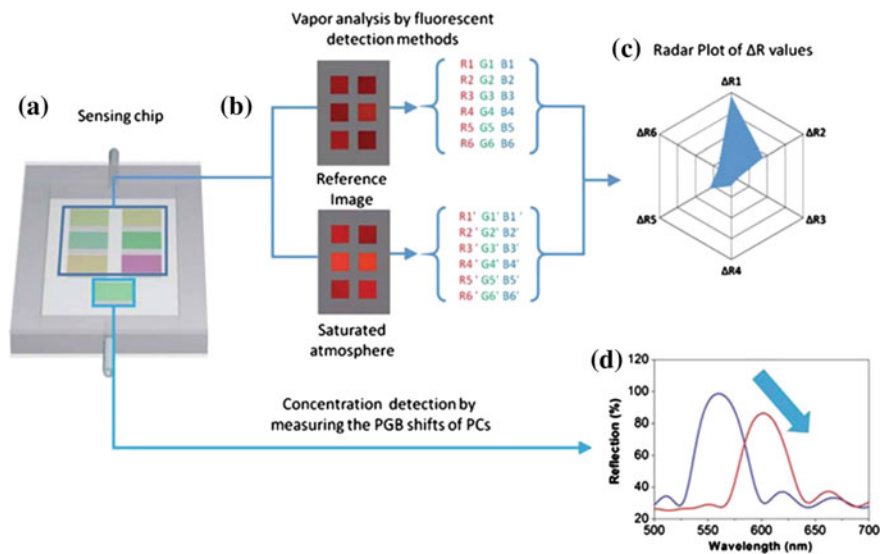 Vapor analysis by fluorescent
detection methods
(a)
Sensing chip
(b)
Reference
Image
R1 G1 B1
R2 G2 B2
R3 G3 B3
R4 G4 B4
R5 G5 B5
R6 G6 B6
Saturated
atmosphere
R1' G1' B1'
R2' G2' B2'
R3' G3' B3'
R4' G4' B4'
R5' G5' B5'
R6' G6' B6'
(c)
Radar Plot of ΔR values
ΔR1
ΔR2
ΔR3
ΔR4
ΔR5
ΔR6
Concentration detection by
measuring the PGB shifts of PCs
(d)
Reflection (%)
120
100
80
60
40
20
500 550 600 650 700
Wavelength (nm)